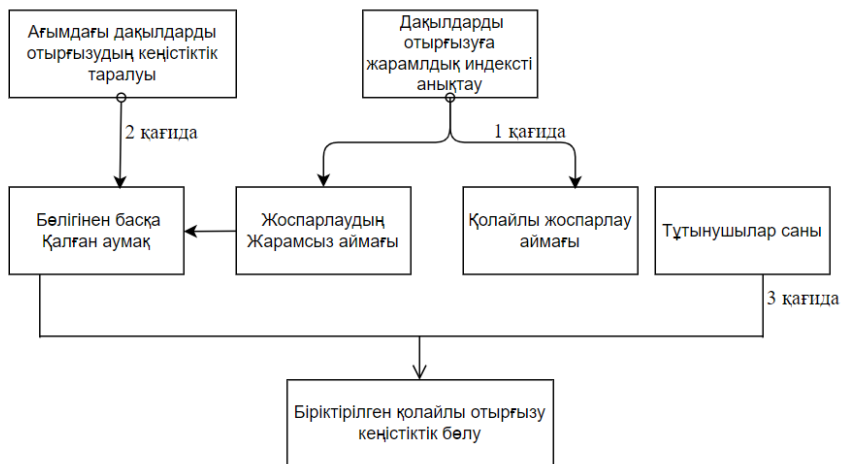 Ағымдағы дақылдарды
отырғызудың кеңістіктік
таралуы
Дақылдарды
отырғызуға
жарамлдық индексті
анықтау
2 қағида
1 қағида
Бөлігінен басқа
Қалған аумақ
Жоспарлаудың
Жарамсыз аймағы
Қолайлы жоспарлау
аймағы
Тұтынушылар саны
3 қағида
Біріктірілген қолайлы отырғызу
кеңістіктік бөлу